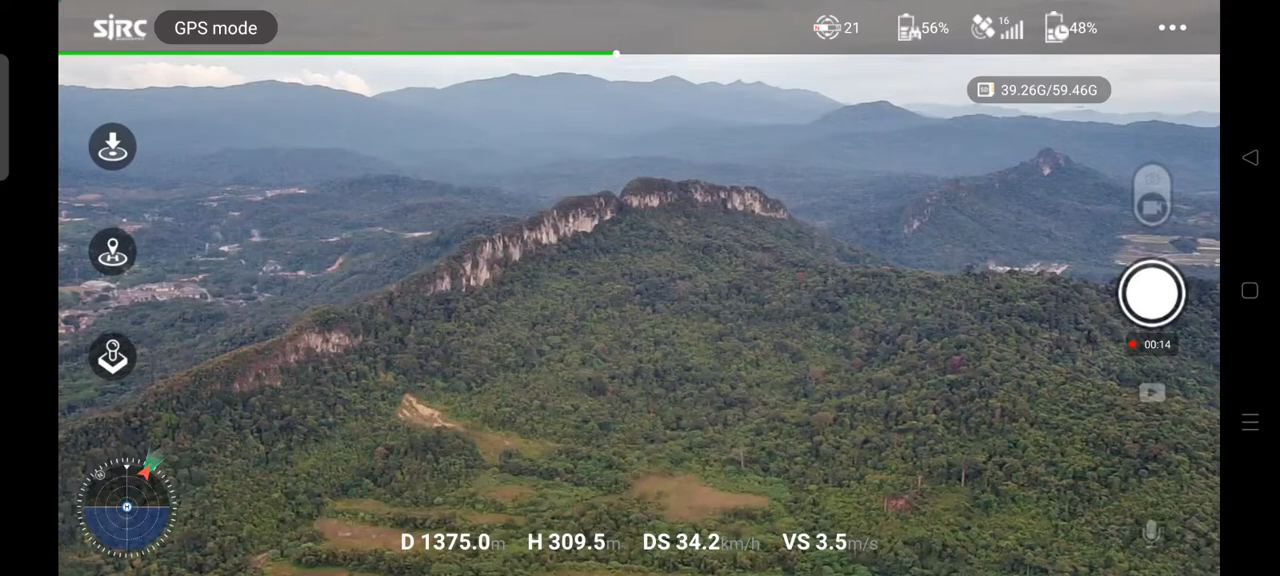 SJRC GPS mode 21 56% 16 48%
39.26G/59.46G
00:14
D 1375.0m H 309.5m DS 34.2km/h VS 3.5m/s
H